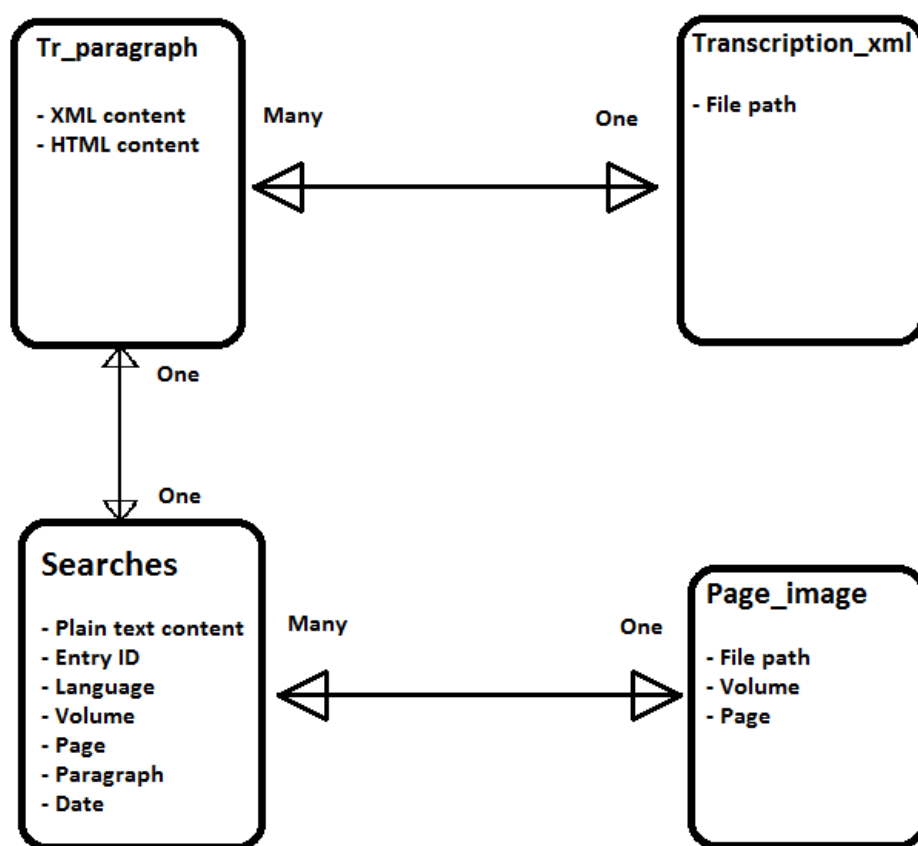 Tr_paragraph
- XML content
- HTML content
Many
One
Transcription_xml
- File path
One
One
Searches
- Plain text content
- Entry ID
- Language
- Volume
- Page
- Paragraph
- Date
Many
One
Page_image
- File path
- Volume
- Page